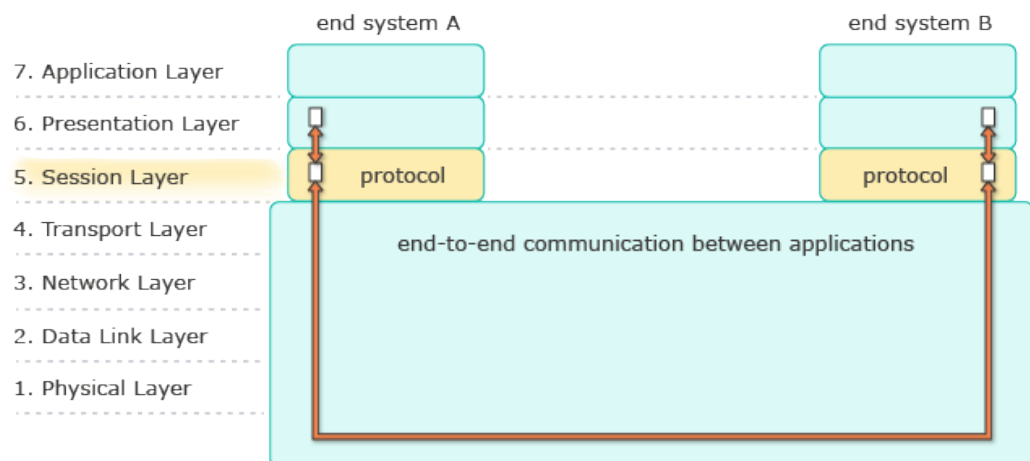 end system A
end system B
7. Application Layer
6. Presentation Layer
5. Session Layer
protocol
protocol
4. Transport Layer
end-to-end communication between applications
3. Network Layer
2. Data Link Layer
1. Physical Layer